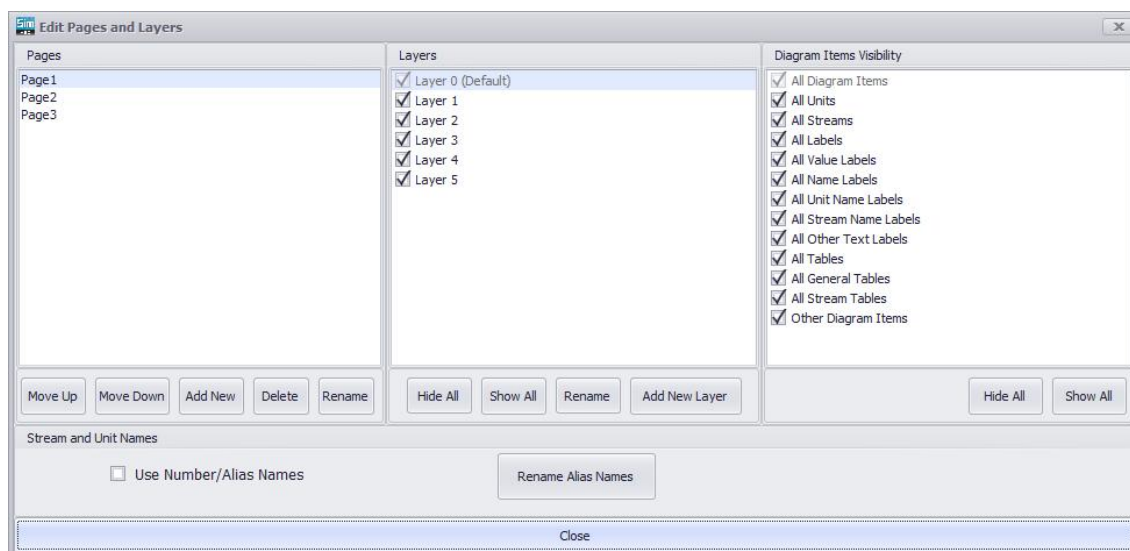 Sim
Edit Pages and Layers
Pages
Page1
Page2
Page3
Move Up Move Down Add New Delete Rename
Layers
Layer 0 (Default)
Layer 1
Layer 2
Layer 3
Layer 4
Layer 5
Hide All Show All Rename Add New Layer
Diagram Items Visibility
All Diagram Items
All Units
All Streams
All Labels
All Value Labels
All Name Labels
All Unit Name Labels
All Stream Name Labels
All Other Text Labels
All Tables
All General Tables
All Stream Tables
Other Diagram Items
Hide All Show All
Stream and Unit Names
Use Number/Alias Names Rename Alias Names
Close